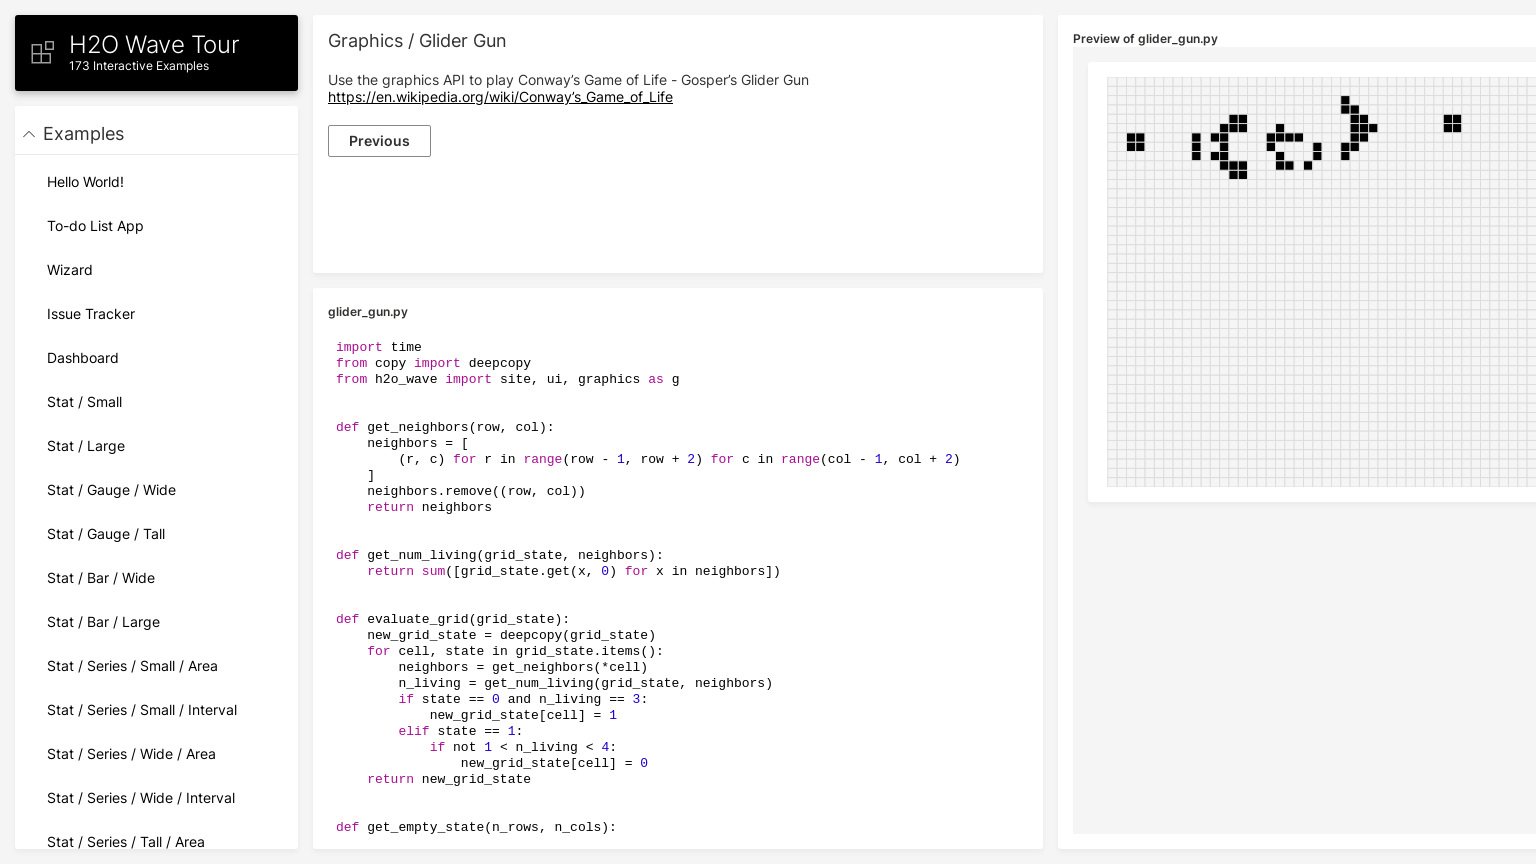 H2O Wave Tour
173 Interactive Examples
Examples
Hello World!
To-do List App
Wizard
Issue Tracker
Dashboard
Stat / Small
Stat / Large
Stat / Gauge / Wide
Stat / Gauge / Tall
Stat / Bar / Wide
Stat / Bar / Large
Stat / Series / Small / Area
Stat / Series / Small / Interval
Stat / Series / Wide / Area
Stat / Series / Wide / Interval
Stat / Series / Tall / Area
Graphics / Glider Gun
Use the graphics API to play Conway’s Game of Life - Gosper’s Glider Gun
https://en.wikipedia.org/wiki/Conway’s_Game_of_Life
Previous
glider_gun.py
import time
from copy import deepcopy
from h2o_wave import site, ui, graphics as g
def get_neighbors(row, col):
    neighbors = [
        (r, c) for r in range(row - 1, row + 2) for c in range(col - 1, col + 2)
    ]
    neighbors.remove((row, col))
    return neighbors
def get_num_living(grid_state, neighbors):
    return sum([grid_state.get(x, 0) for x in neighbors])
def evaluate_grid(grid_state):
    new_grid_state = deepcopy(grid_state)
    for cell, state in grid_state.items():
        neighbors = get_neighbors(*cell)
        n_living = get_num_living(grid_state, neighbors)
        if state == 0 and n_living == 3:
            new_grid_state[cell] = 1
        elif state == 1:
            if not 1 < n_living < 4:
                new_grid_state[cell] = 0
    return new_grid_state
def get_empty_state(n_rows, n_cols):
Preview of glider_gun.py